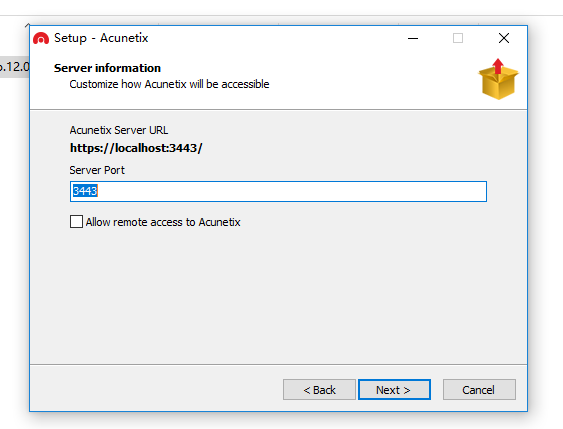 Setup - Acunetix
Server information
Customize how Acunetix will be accessible
.12.0
Acunetix Server URL
https://localhost:3443/
Server Port
3443
Allow remote access to Acunetix
< Back
Next >
Cancel